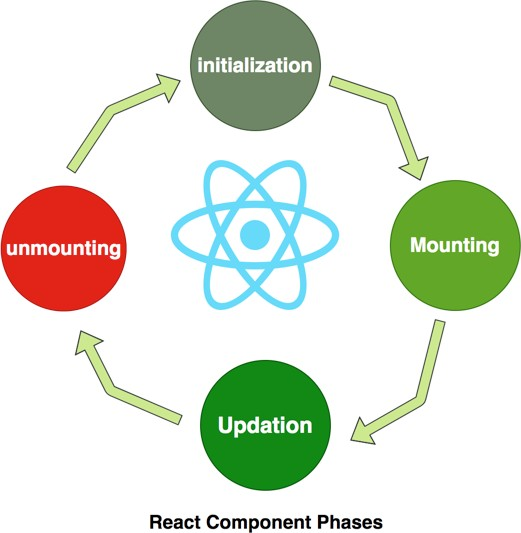 initialization
Mounting
unmounting
Updation
React Component Phases